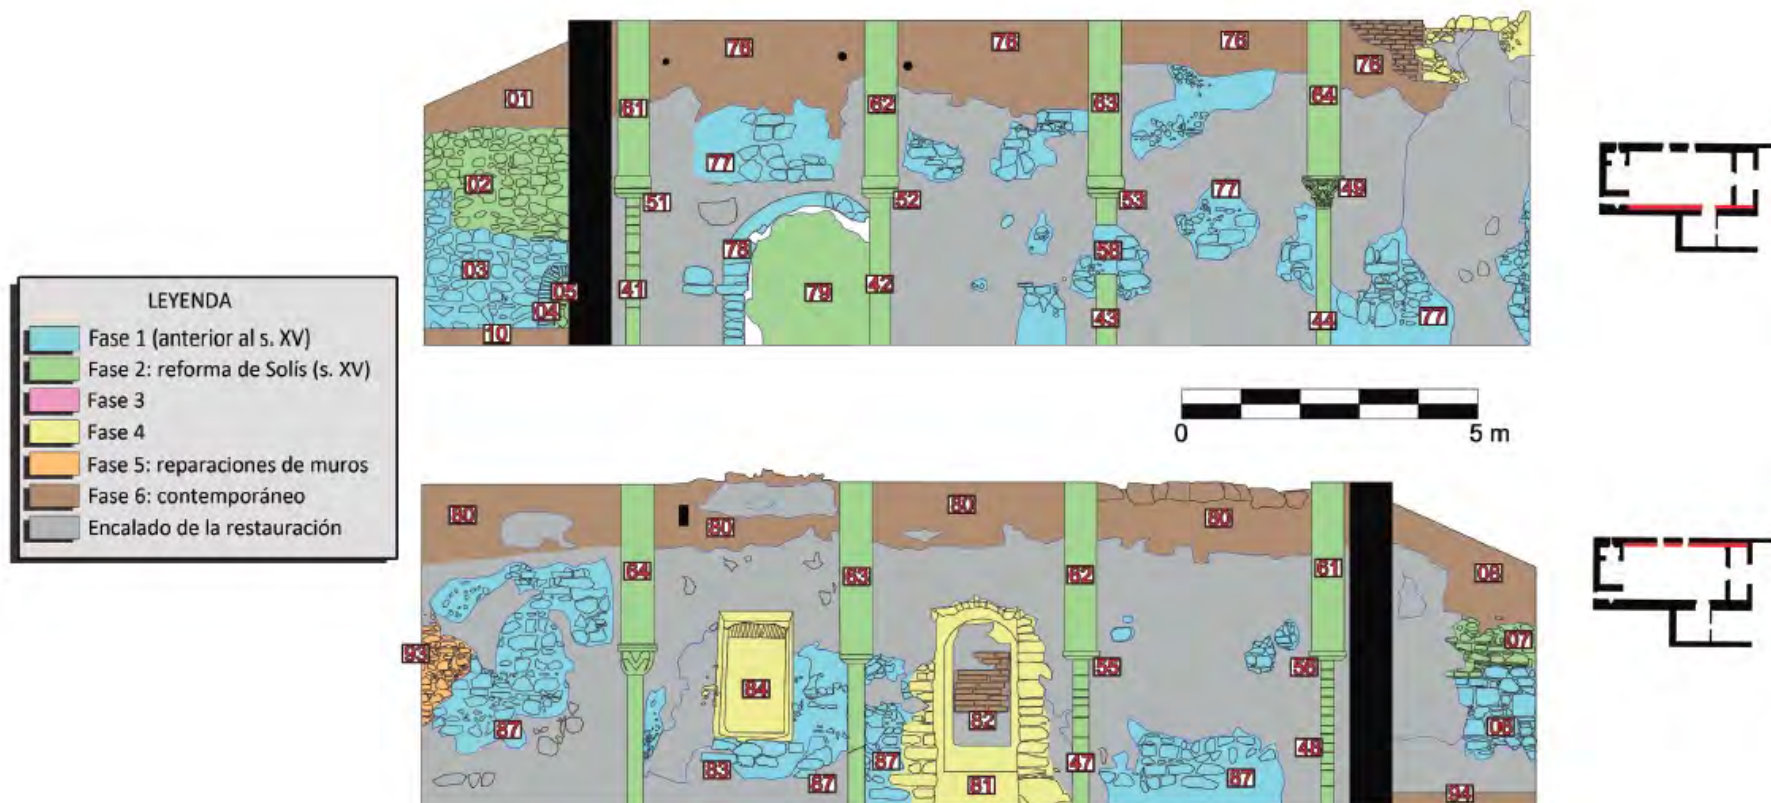 LEYENDA
Fase 1 (anterior al s. XV)
Fase 2: reforma de Solís (s. XV)
Fase 3
Fase 4
Fase 5: reparaciones de muros
Fase 6: contemporáneo
Encalado de la restauración
76 76 76 76
01 61 62 63 64
77
02 51 52 53 77 49
03 78 58
05 41 79 42 43 44 77
04
10
0 5 m
80 80 80 80
64 63 62 61 08
93 07
84 55 56
87 82 06
83 87 87 47 48 87
81 94